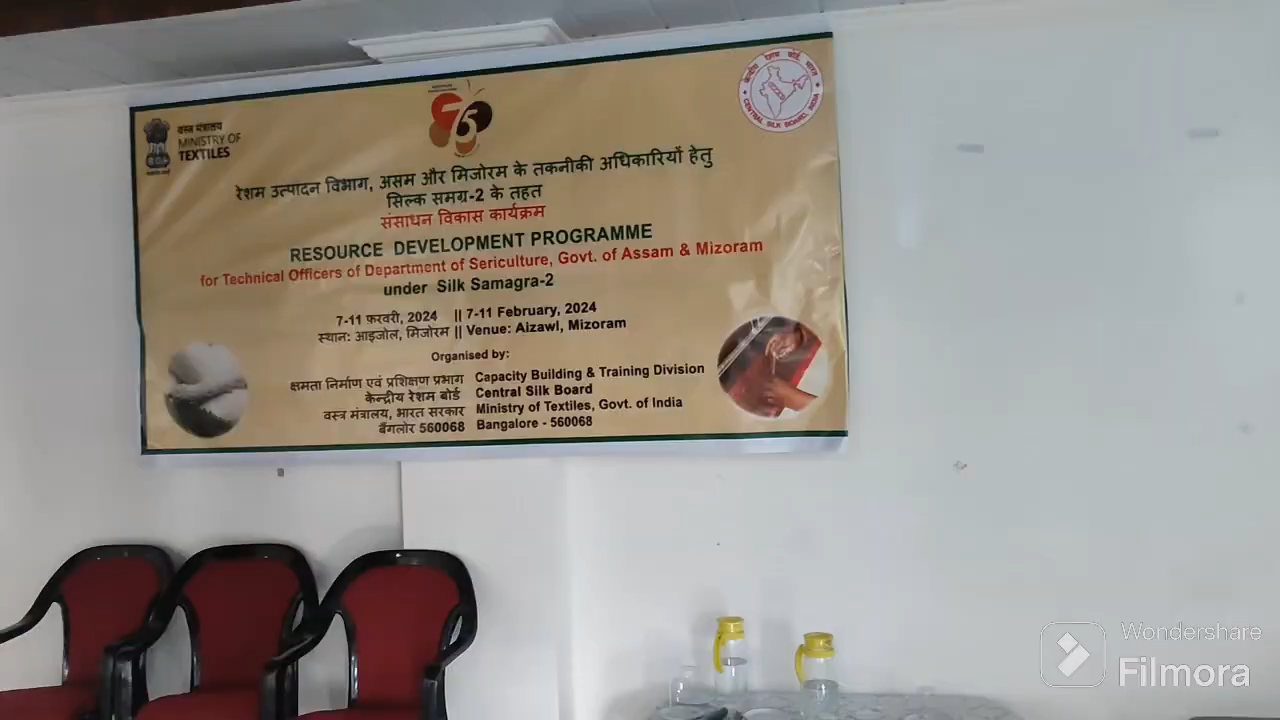 वस्त्र मंत्रालय
MINISTRY OF
TEXTILES
75
केन्द्रीय रेशम बोर्ड भारत
CENTRAL SILK BOARD, INDIA
रेशम उत्पादन विभाग, असम और मिजोरम के तकनीकी अधिकारियों हेतु
सिल्क समग्र-2 के तहत
संसाधन विकास कार्यक्रम
RESOURCE DEVELOPMENT PROGRAMME
for Technical Officers of Department of Sericulture, Govt. of Assam & Mizoram
under Silk Samagra-2
7-11 फरवरी, 2024 || 7-11 February, 2024
स्थान: आइजोल, मिजोरम || Venue: Aizawl, Mizoram
Organised by:
क्षमता निर्माण एवं प्रशिक्षण प्रभाग Capacity Building & Training Division
केन्द्रीय रेशम बोर्ड Central Silk Board
वस्त्र मंत्रालय, भारत सरकार Ministry of Textiles, Govt. of India
बैंगलोर 560068 Bangalore - 560068
Wondershare
Filmora